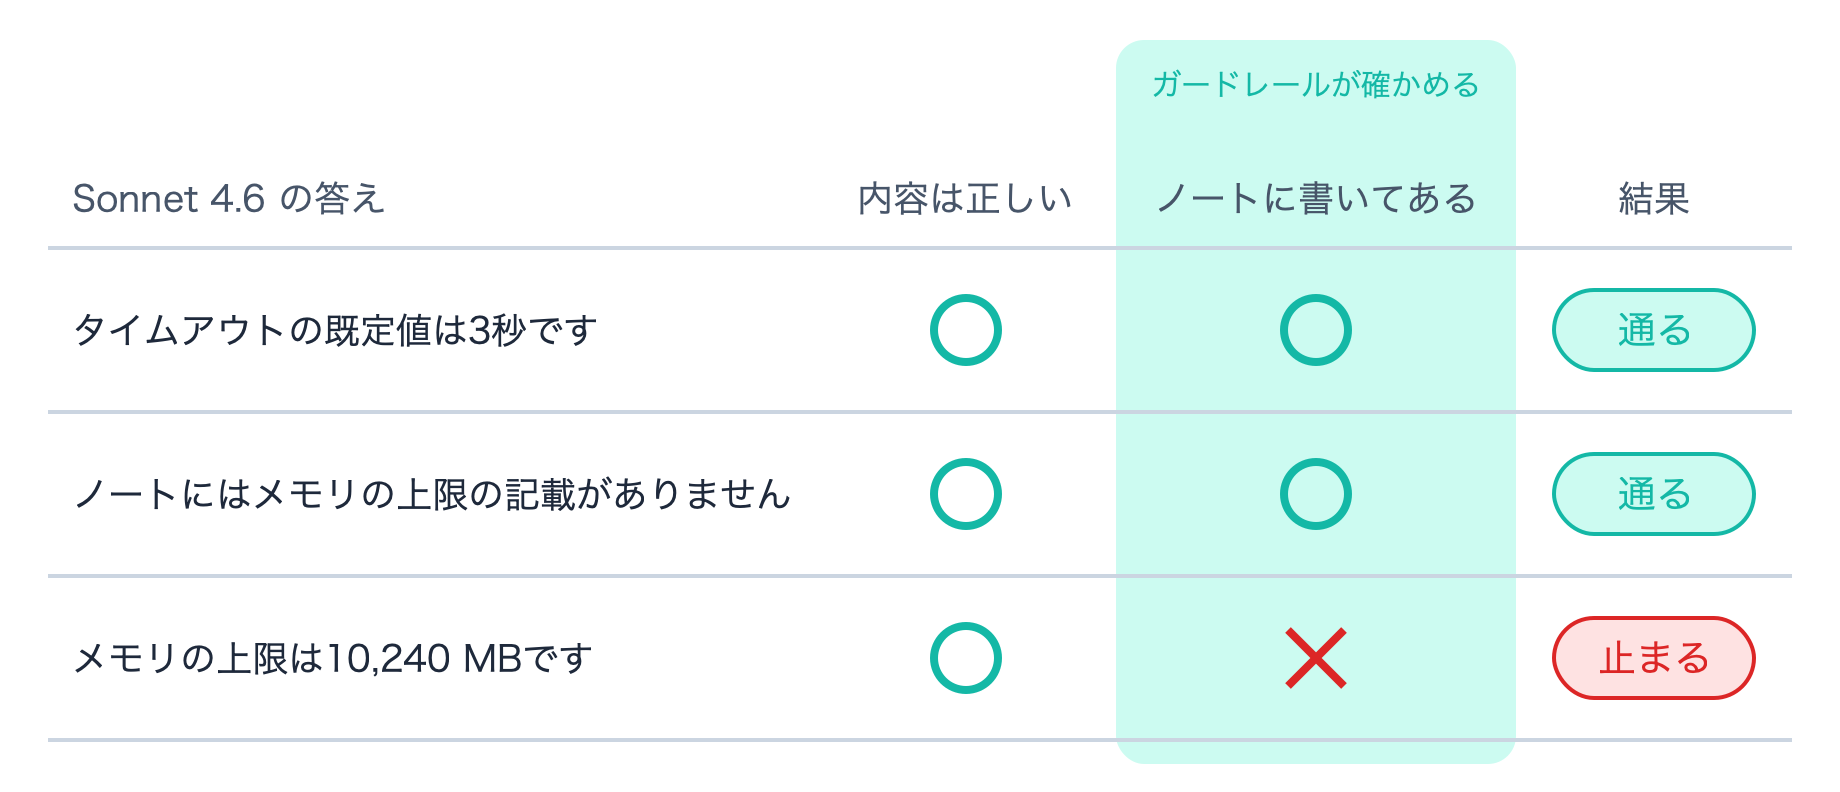 ガードレールが確かめる
Sonnet 4.6 の答え 内容は正しい ノートに書いてある 結果
タイムアウトの既定値は3秒です 通る
ノートにはメモリの上限の記載がありません 通る
メモリの上限は10,240 MBです 止まる